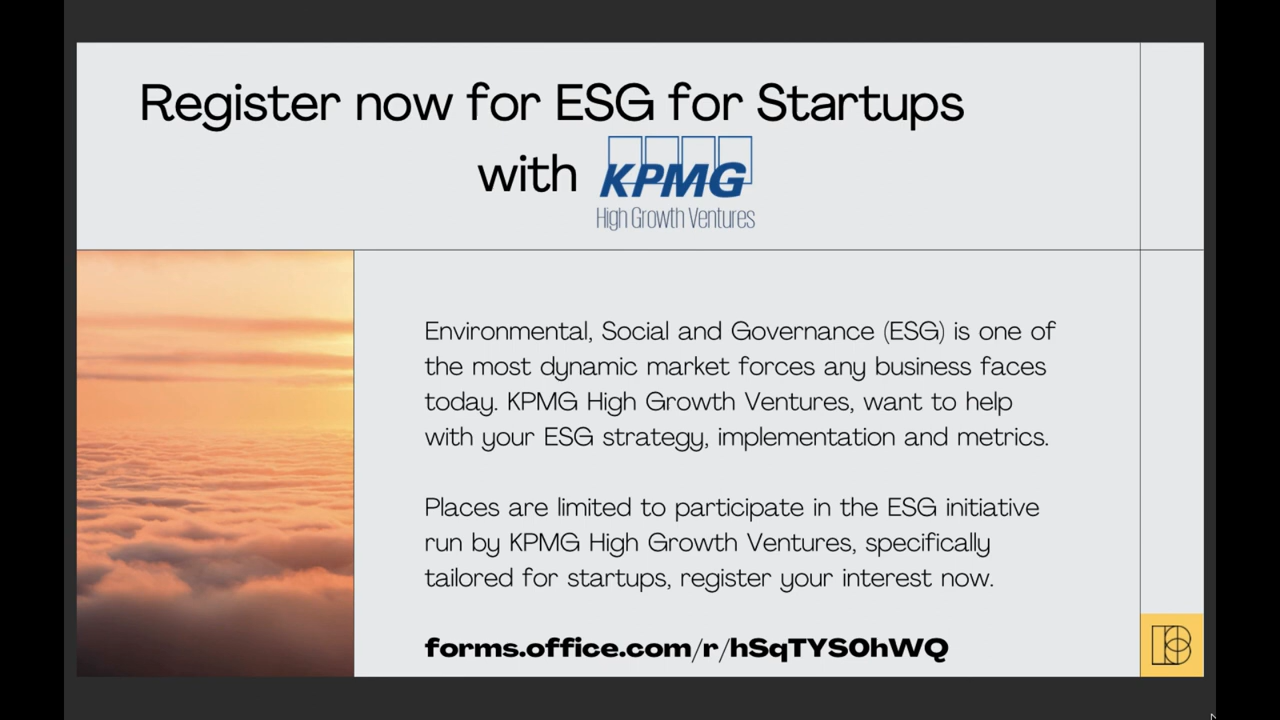 Register now for ESG for Startups
with KPMG
High Growth Ventures
Environmental, Social and Governance (ESG) is one of
the most dynamic market forces any business faces
today. KPMG High Growth Ventures, want to help
with your ESG strategy, implementation and metrics.
Places are limited to participate in the ESG initiative
run by KPMG High Growth Ventures, specifically
tailored for startups, register your interest now.
forms.office.com/r/hSqTYS0hWQ